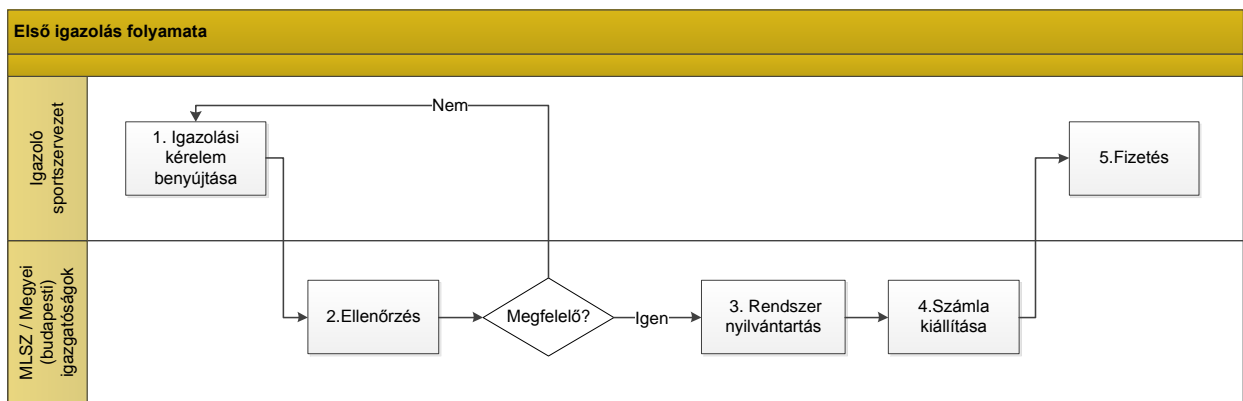 Első igazolás folyamata
Igazoló
sportszervezet
Nem
1. Igazolási
kérelem
benyújtása
5.Fizetés
MLSZ / Megyei
(budapesti)
igazgatóságok
2.Ellenőrzés
Megfelelő?
Igen
3. Rendszer
nyilvántartás
4.Számla
kiállítása